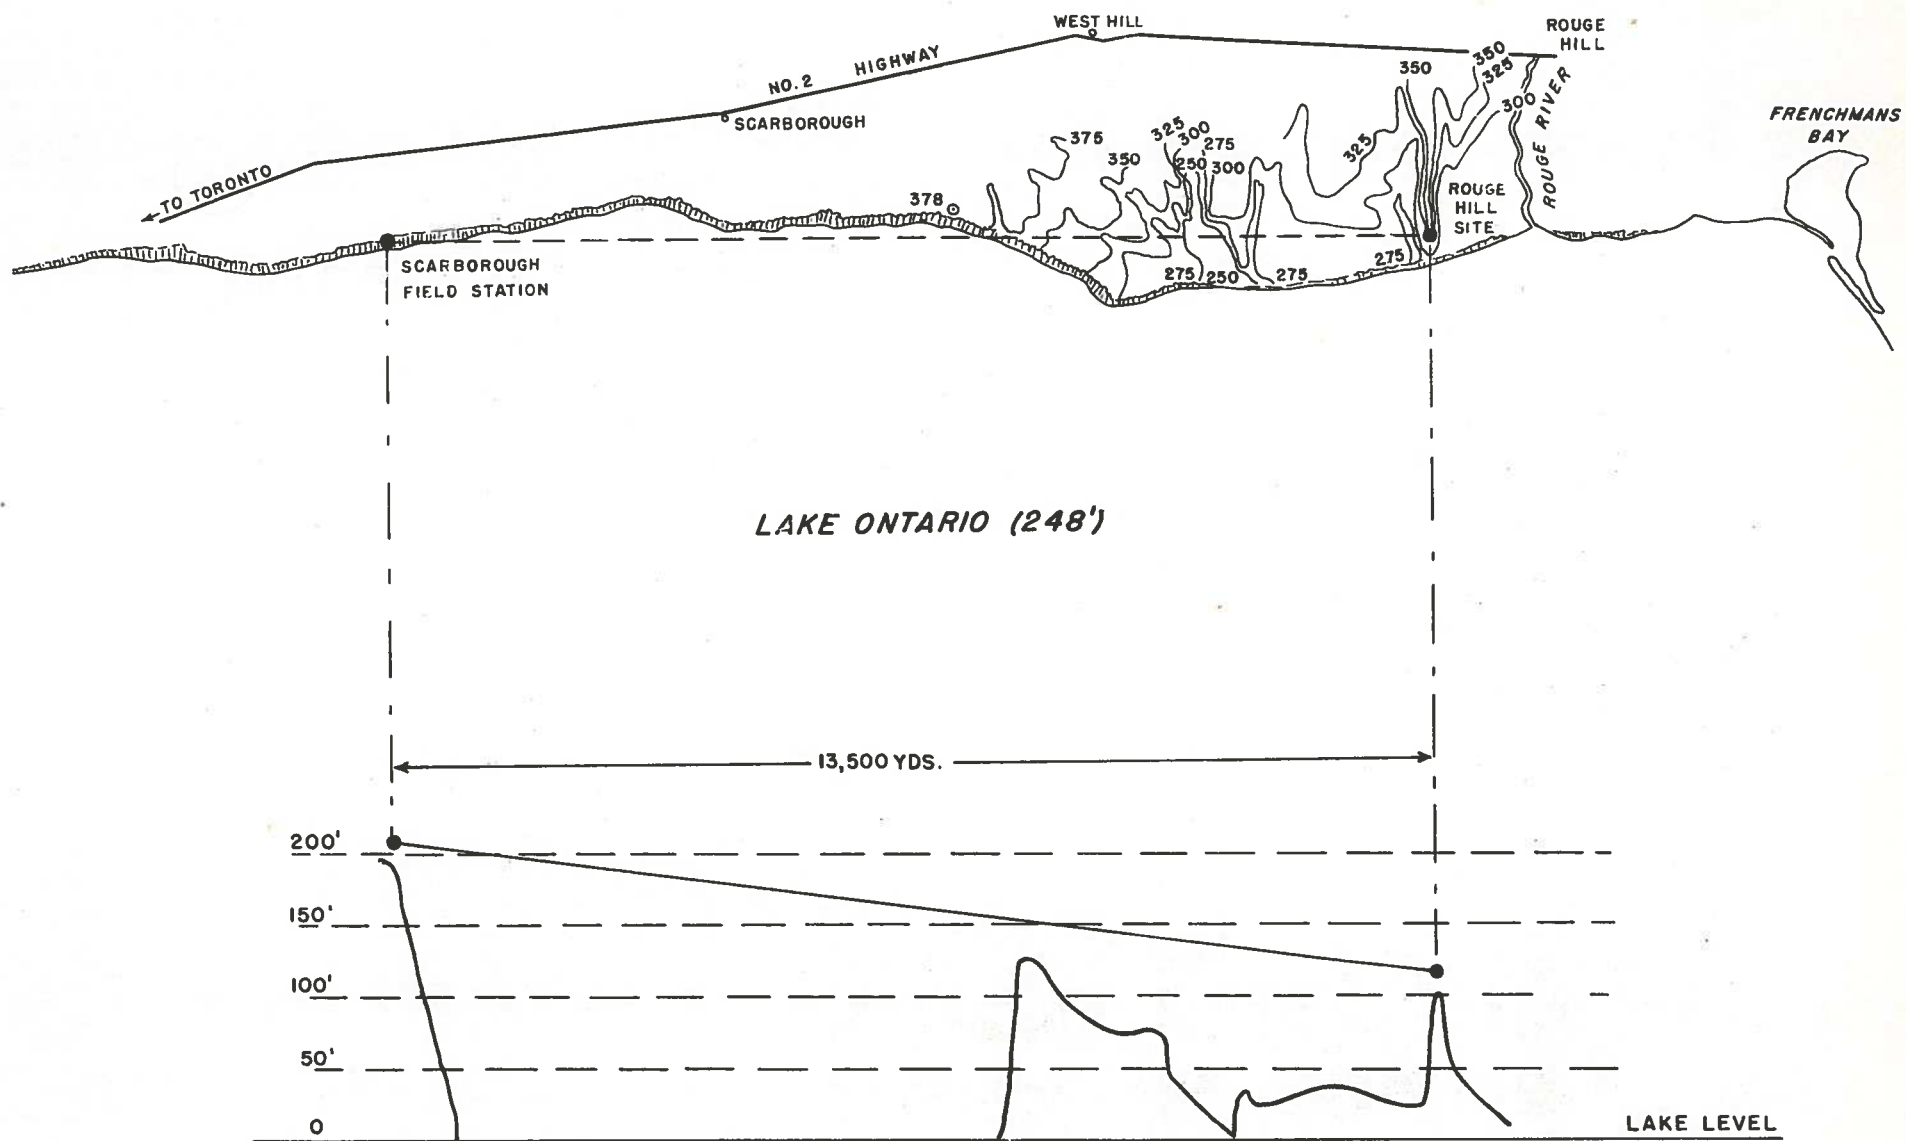 WEST HILL
ROUGE
HILL
NO. 2 HIGHWAY
SCARBOROUGH
← TO TORONTO
350
325
300
350
325
ROUGE RIVER
FRENCHMANS
BAY
375
350
325
300
275
250
300
378
ROUGE
HILL
SITE
SCARBOROUGH
FIELD STATION
275
250
275
275
LAKE ONTARIO (248')
13,500 YDS.
200'
150'
100'
50'
0
LAKE LEVEL